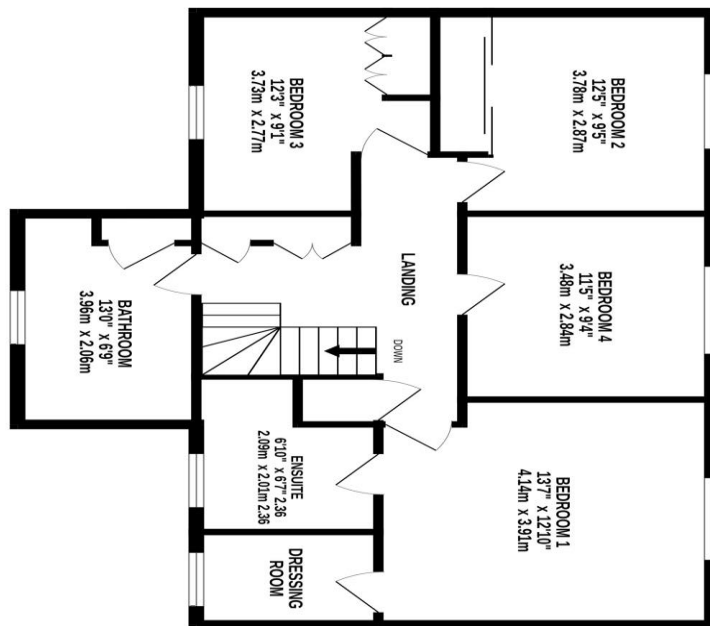 BEDROOM 2
12'5" x 9'5"
3.78m x 2.87m
BEDROOM 3
12'3" x 9'1"
3.73m x 2.77m
BEDROOM 4
11'5" x 9'4"
3.48m x 2.84m
LANDING
DOWN
BATHROOM
13'0" x 6'9"
3.96m x 2.06m
BEDROOM 1
13'7" x 12'10"
4.14m x 3.91m
ENSUITE
6'10" x 6'7" 2.36
2.09m x 2.01m 2.36
DRESSING
ROOM